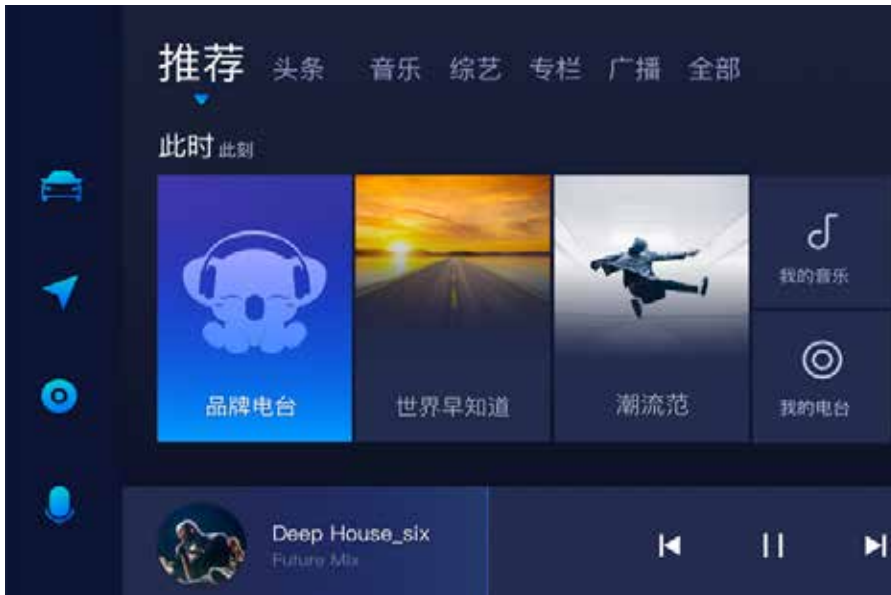 推荐 头条 音乐 综艺 专栏 广播 全部
此时 此刻
我的音乐
品牌电台 世界早知道 潮流范 我的电台
Deep House_six
Future Mix